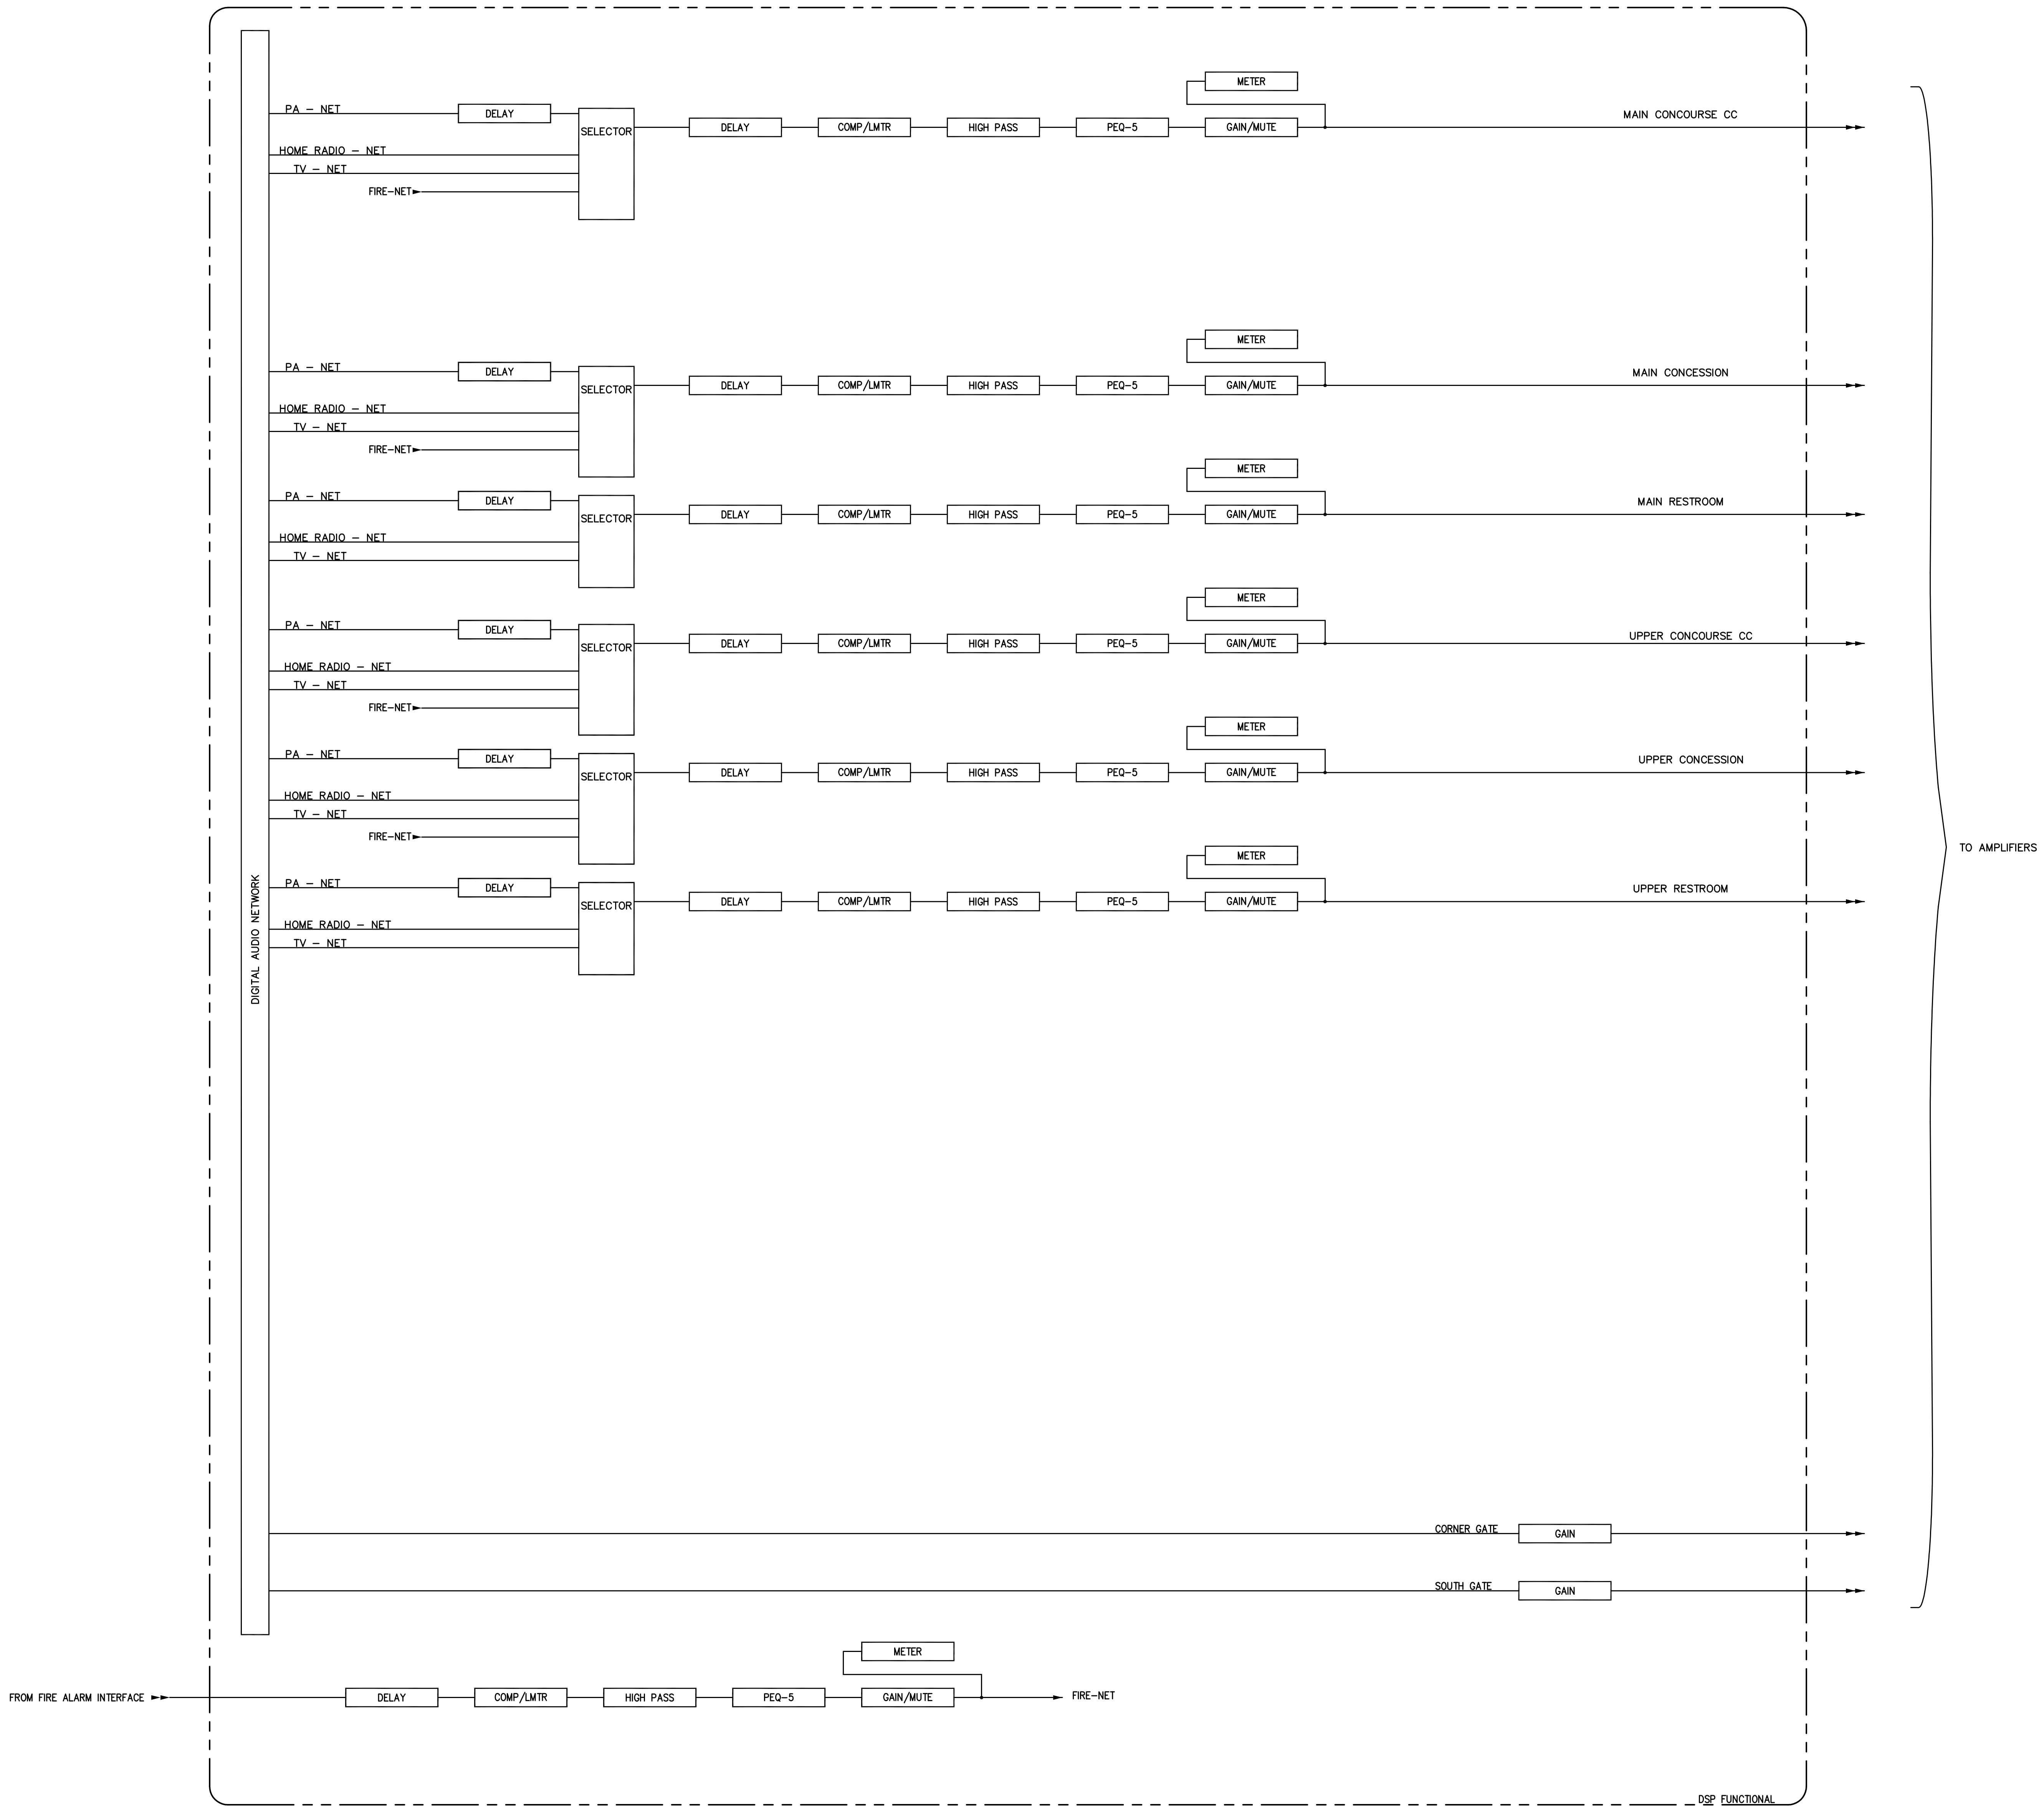 METER
PA – NET
DELAY
SELECTOR
DELAY
COMP/LMTR
HIGH PASS
PEQ–5
GAIN/MUTE
MAIN CONCOURSE CC
HOME RADIO – NET
TV – NET
FIRE–NET
METER
PA – NET
DELAY
SELECTOR
DELAY
COMP/LMTR
HIGH PASS
PEQ–5
GAIN/MUTE
MAIN CONCESSION
HOME RADIO – NET
TV – NET
FIRE–NET
METER
PA – NET
DELAY
SELECTOR
DELAY
COMP/LMTR
HIGH PASS
PEQ–5
GAIN/MUTE
MAIN RESTROOM
HOME RADIO – NET
TV – NET
METER
PA – NET
DELAY
SELECTOR
DELAY
COMP/LMTR
HIGH PASS
PEQ–5
GAIN/MUTE
UPPER CONCOURSE CC
HOME RADIO – NET
TV – NET
FIRE–NET
METER
PA – NET
DELAY
SELECTOR
DELAY
COMP/LMTR
HIGH PASS
PEQ–5
GAIN/MUTE
UPPER CONCESSION
HOME RADIO – NET
TV – NET
FIRE–NET
METER
PA – NET
DELAY
SELECTOR
DELAY
COMP/LMTR
HIGH PASS
PEQ–5
GAIN/MUTE
UPPER RESTROOM
HOME RADIO – NET
TV – NET
DIGITAL AUDIO NETWORK
TO AMPLIFIERS
CORNER GATE
GAIN
SOUTH GATE
GAIN
METER
FROM FIRE ALARM INTERFACE
DELAY
COMP/LMTR
HIGH PASS
PEQ–5
GAIN/MUTE
FIRE–NET
DSP FUNCTIONAL